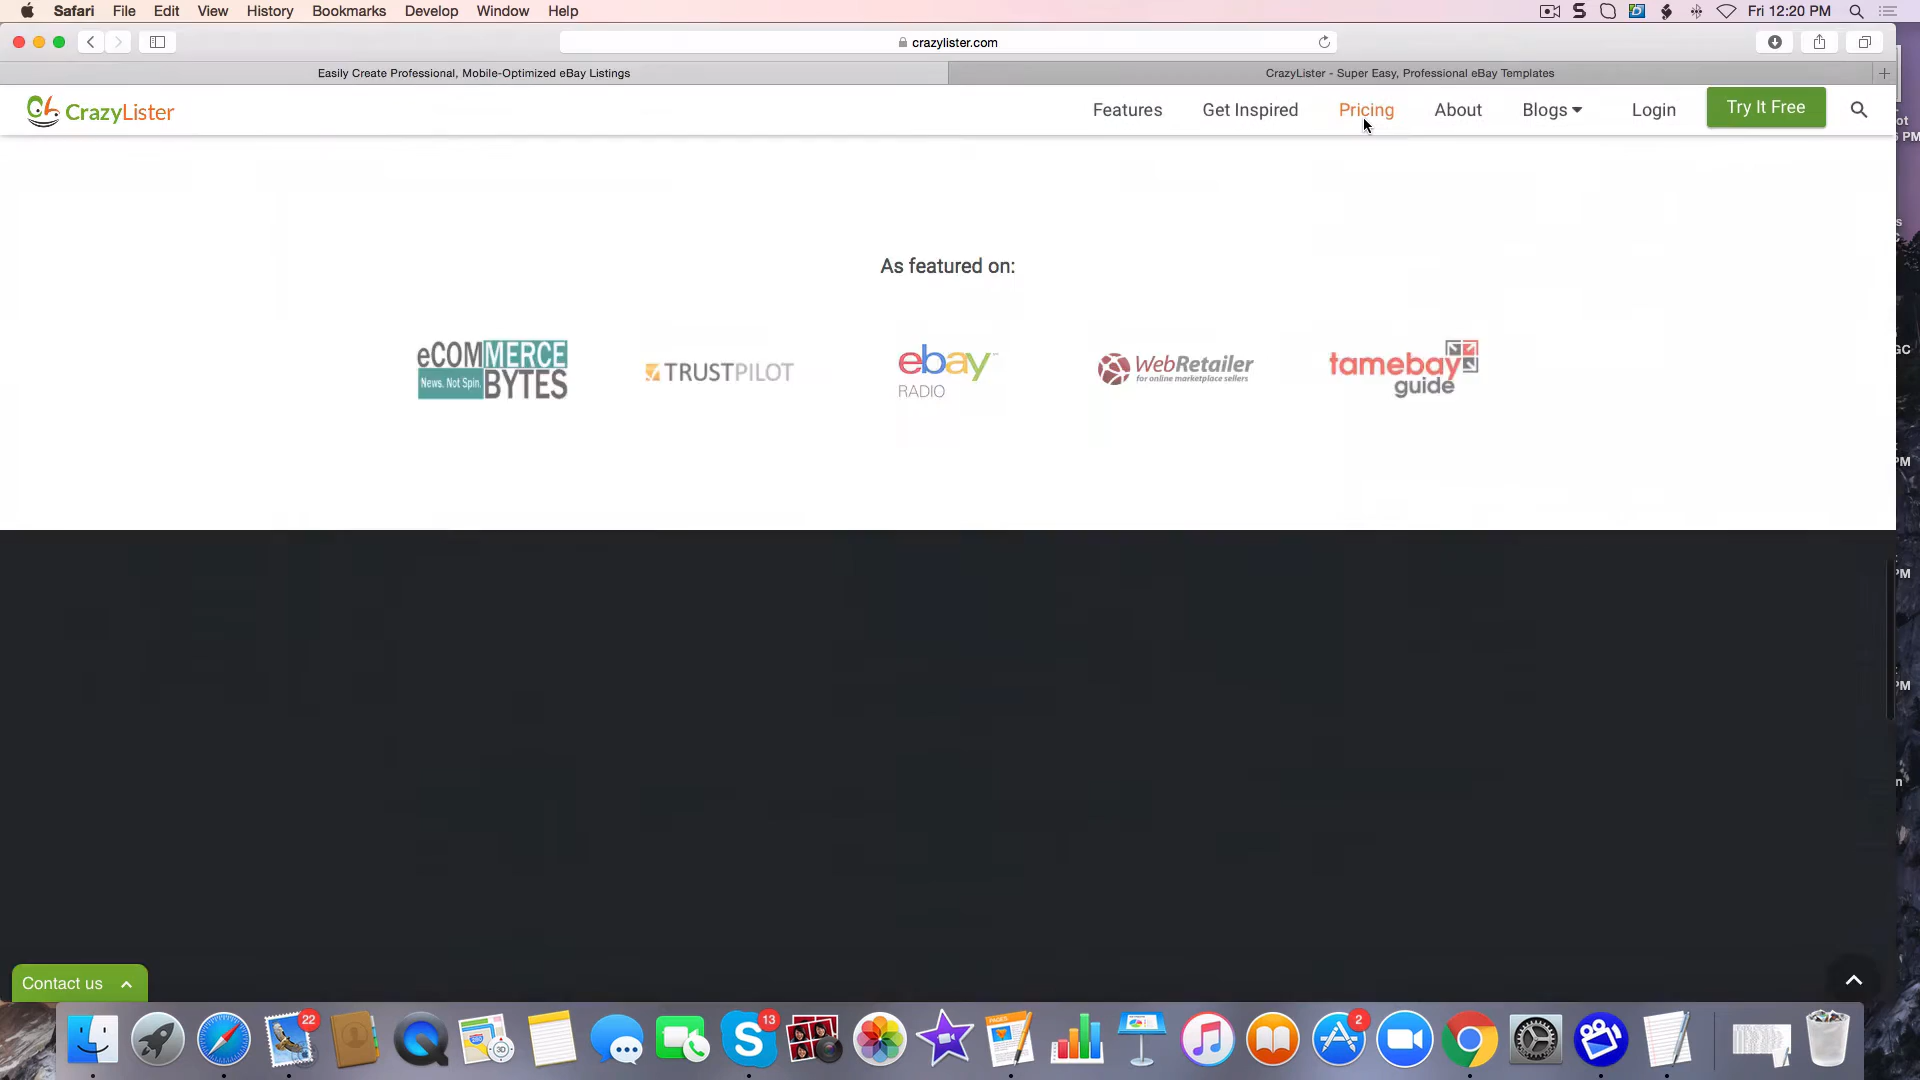 Safari File Edit View History Bookmarks Develop Window Help Fri 12:20 PM
crazylister.com
Easily Create Professional, Mobile-Optimized eBay Listings CrazyLister - Super Easy, Professional eBay Templates
CrazyLister Features Get Inspired Pricing About Blogs Login Try It Free
As featured on:
eCOMMERCE
News. Not Spin. BYTES
TRUSTPILOT
ebay
RADIO
WebRetailer
for online marketplace sellers
tamebay
guide
Contact us
22
13
2